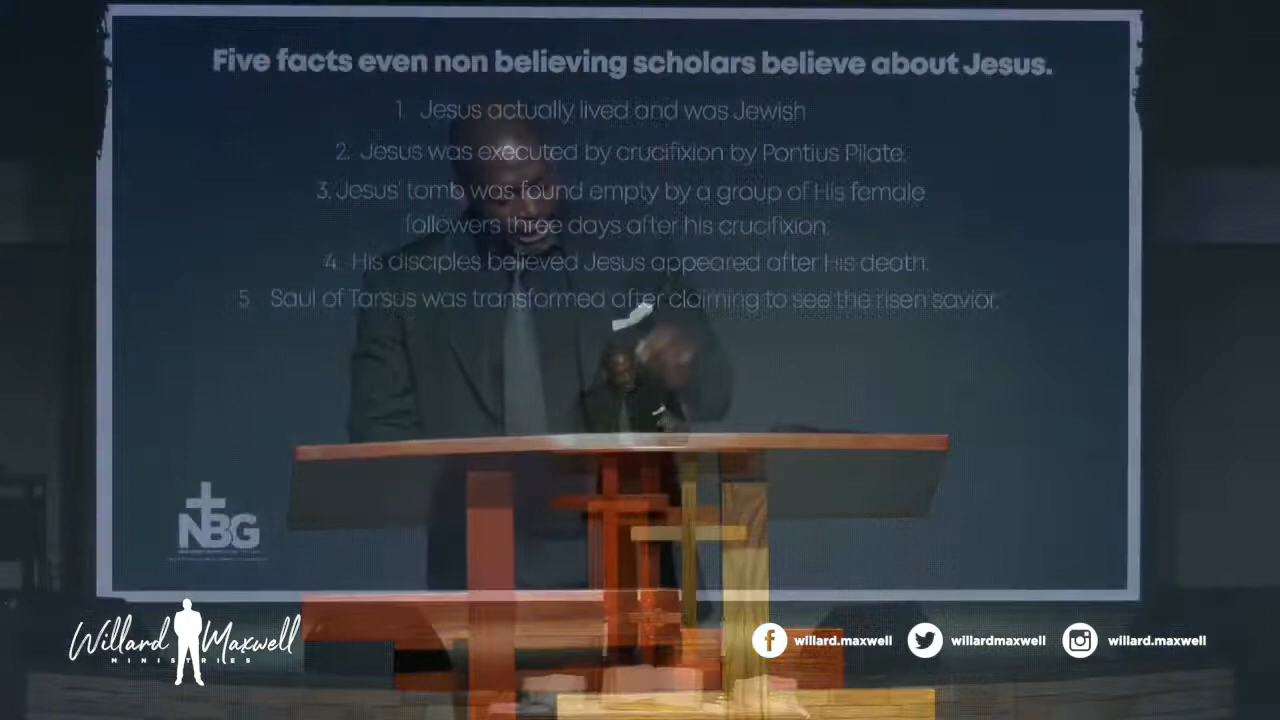 Five facts even non believing scholars believe about Jesus.
1. Jesus actually lived and was Jewish
2. Jesus was executed by crucifixion by Pontius Pilate.
3. Jesus' tomb was found empty by a group of His female
followers three days after his crucifixion.
4. His disciples believed Jesus appeared after His death.
5. Saul of Tarsus was transformed after claiming to see the risen savior.
NBG
Willard Maxwell
MINISTRIES
willard.maxwell
willardmaxwell
willard.maxwell